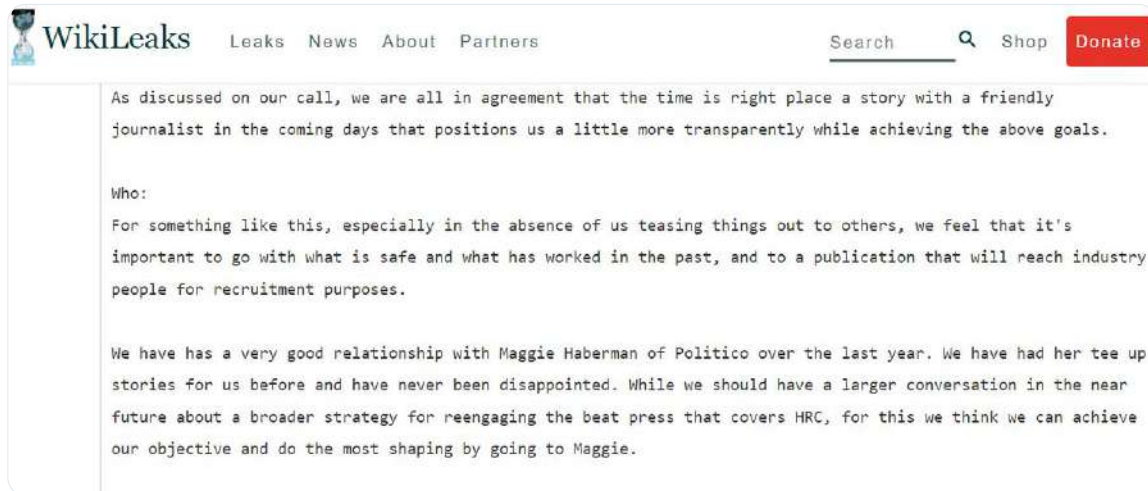 WikiLeaks Leaks News About Partners Search Shop Donate
As discussed on our call, we are all in agreement that the time is right place a story with a friendly
journalist in the coming days that positions us a little more transparently while achieving the above goals.
Who:
For something like this, especially in the absence of us teasing things out to others, we feel that it's
important to go with what is safe and what has worked in the past, and to a publication that will reach industry
people for recruitment purposes.
We have has a very good relationship with Maggie Haberman of Politico over the last year. We have had her tee up
stories for us before and have never been disappointed. While we should have a larger conversation in the near
future about a broader strategy for reengaging the beat press that covers HRC, for this we think we can achieve
our objective and do the most shaping by going to Maggie.